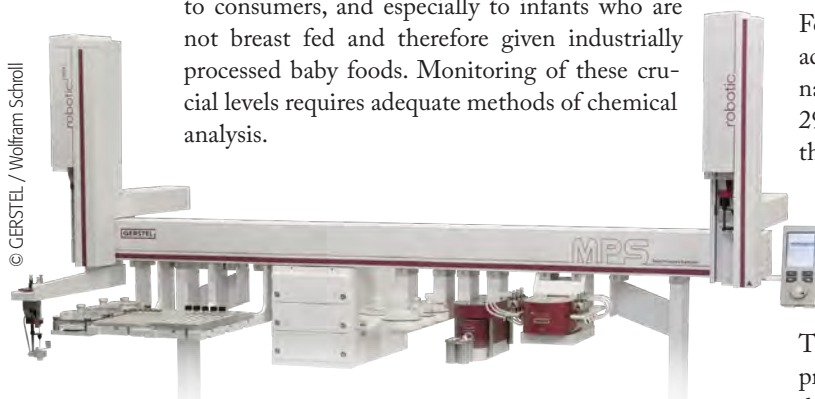 to consumers, and especially to infants who are
not breast fed and therefore given industrially
processed baby foods. Monitoring of these cru-
cial levels requires adequate methods of chemical
analysis.
© GERSTEL / Wolfram Schroll
robotic
GERSTEL
MPS
robotic
Fo
ac
na
29
th
T
pr